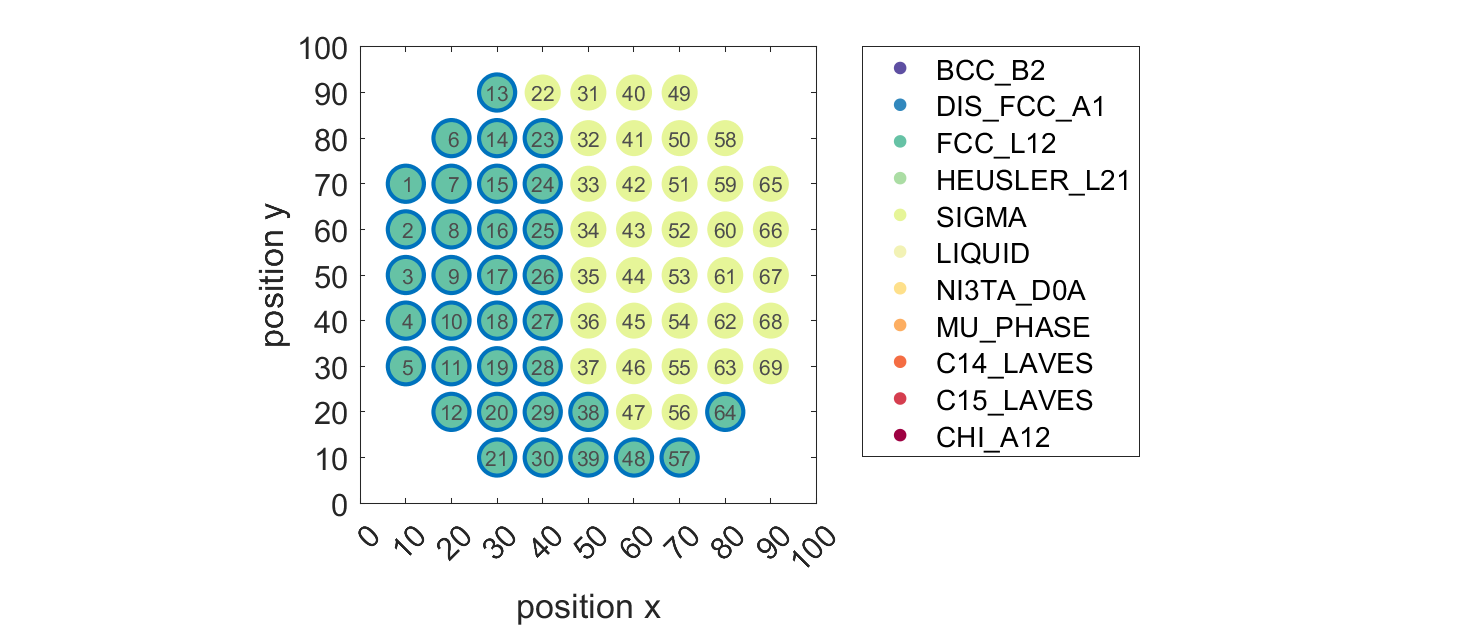 100
90
80
70
60
50
40
30
20
10
0
position y
13 22 31 40 49
6 14 23 32 41 50 58
1 7 15 24 33 42 51 59 65
2 8 16 25 34 43 52 60 66
3 9 17 26 35 44 53 61 67
4 10 18 27 36 45 54 62 68
5 11 19 28 37 46 55 63 69
12 20 29 38 47 56 64
21 30 39 48 57
0 10 20 30 40 50 60 70 80 90 100
position x
BCC_B2
DIS_FCC_A1
FCC_L12
HEUSLER_L21
SIGMA
LIQUID
NI3TA_D0A
MU_PHASE
C14_LAVES
C15_LAVES
CHI_A12